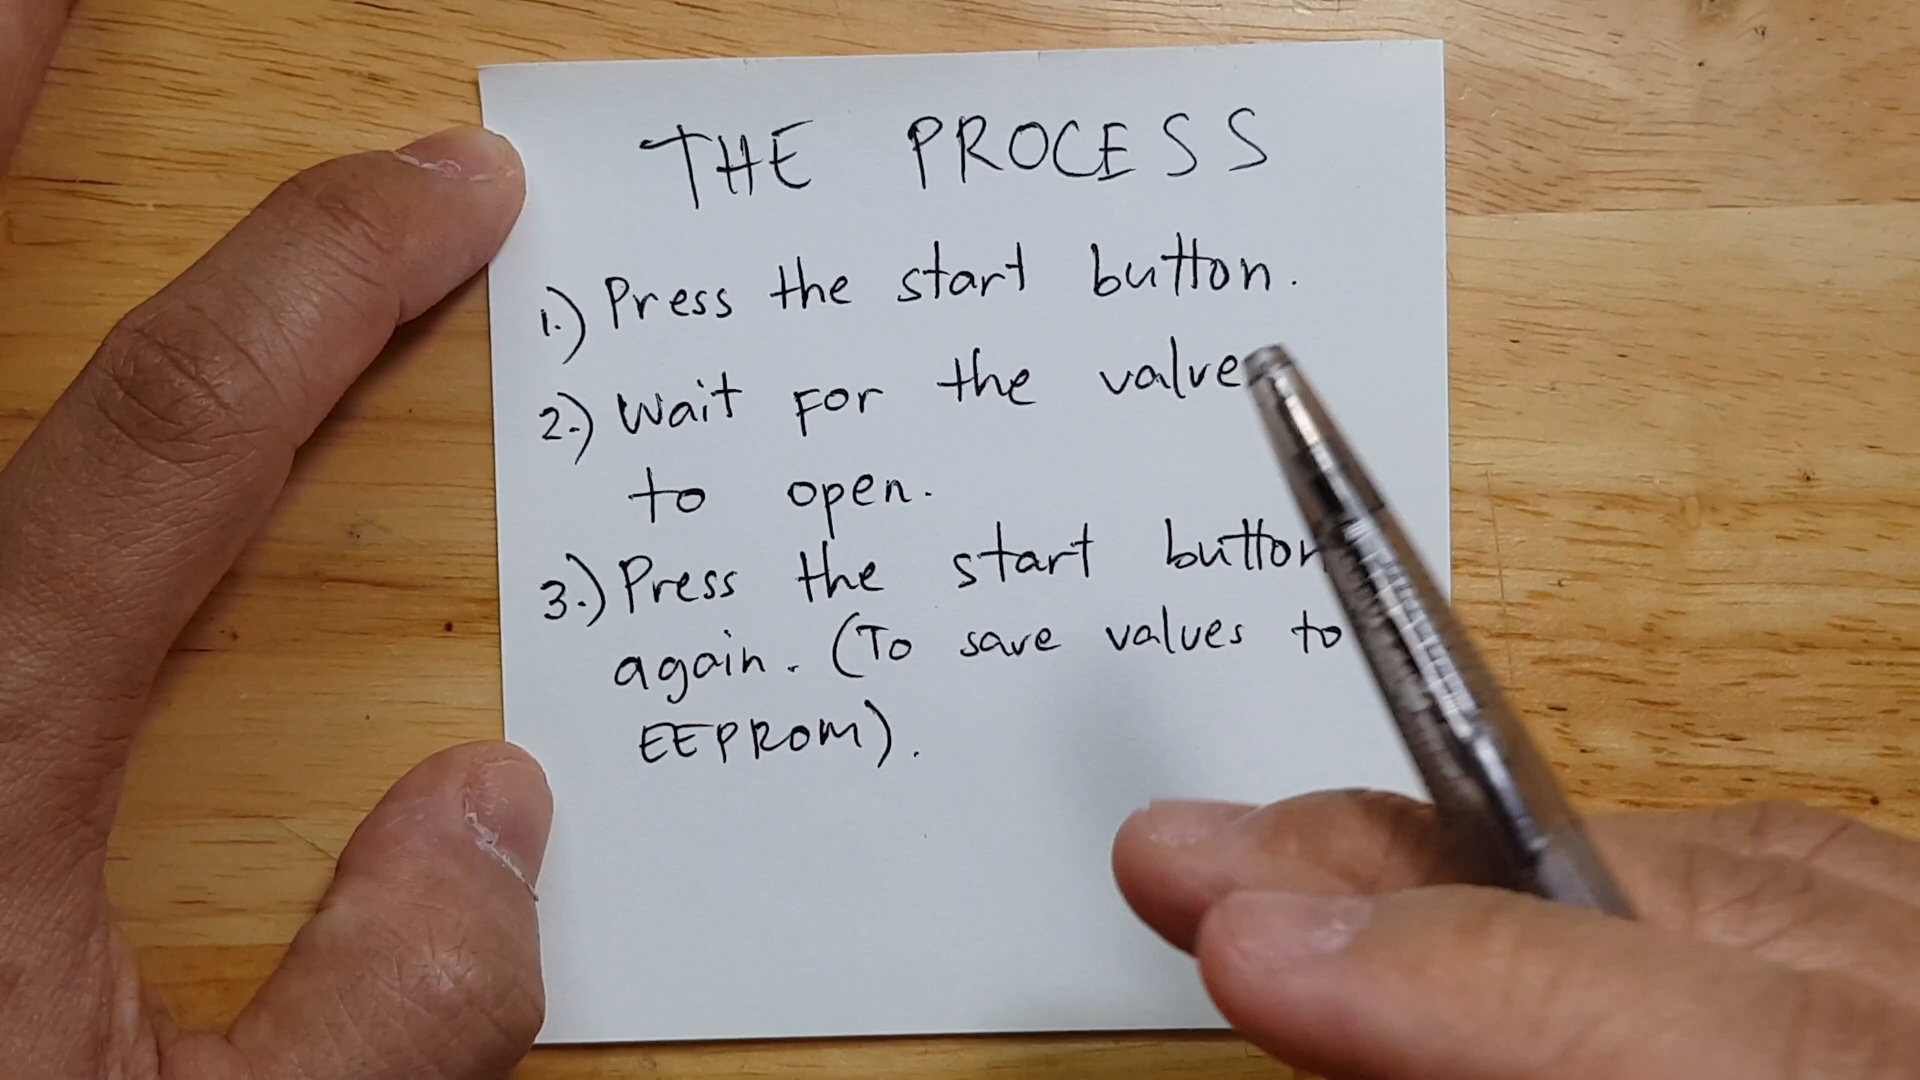 THE PROCESS
1.) Press the start button.
2.) Wait for the valve
to open.
3.) Press the start button
again. (To save values to
EEPROM).